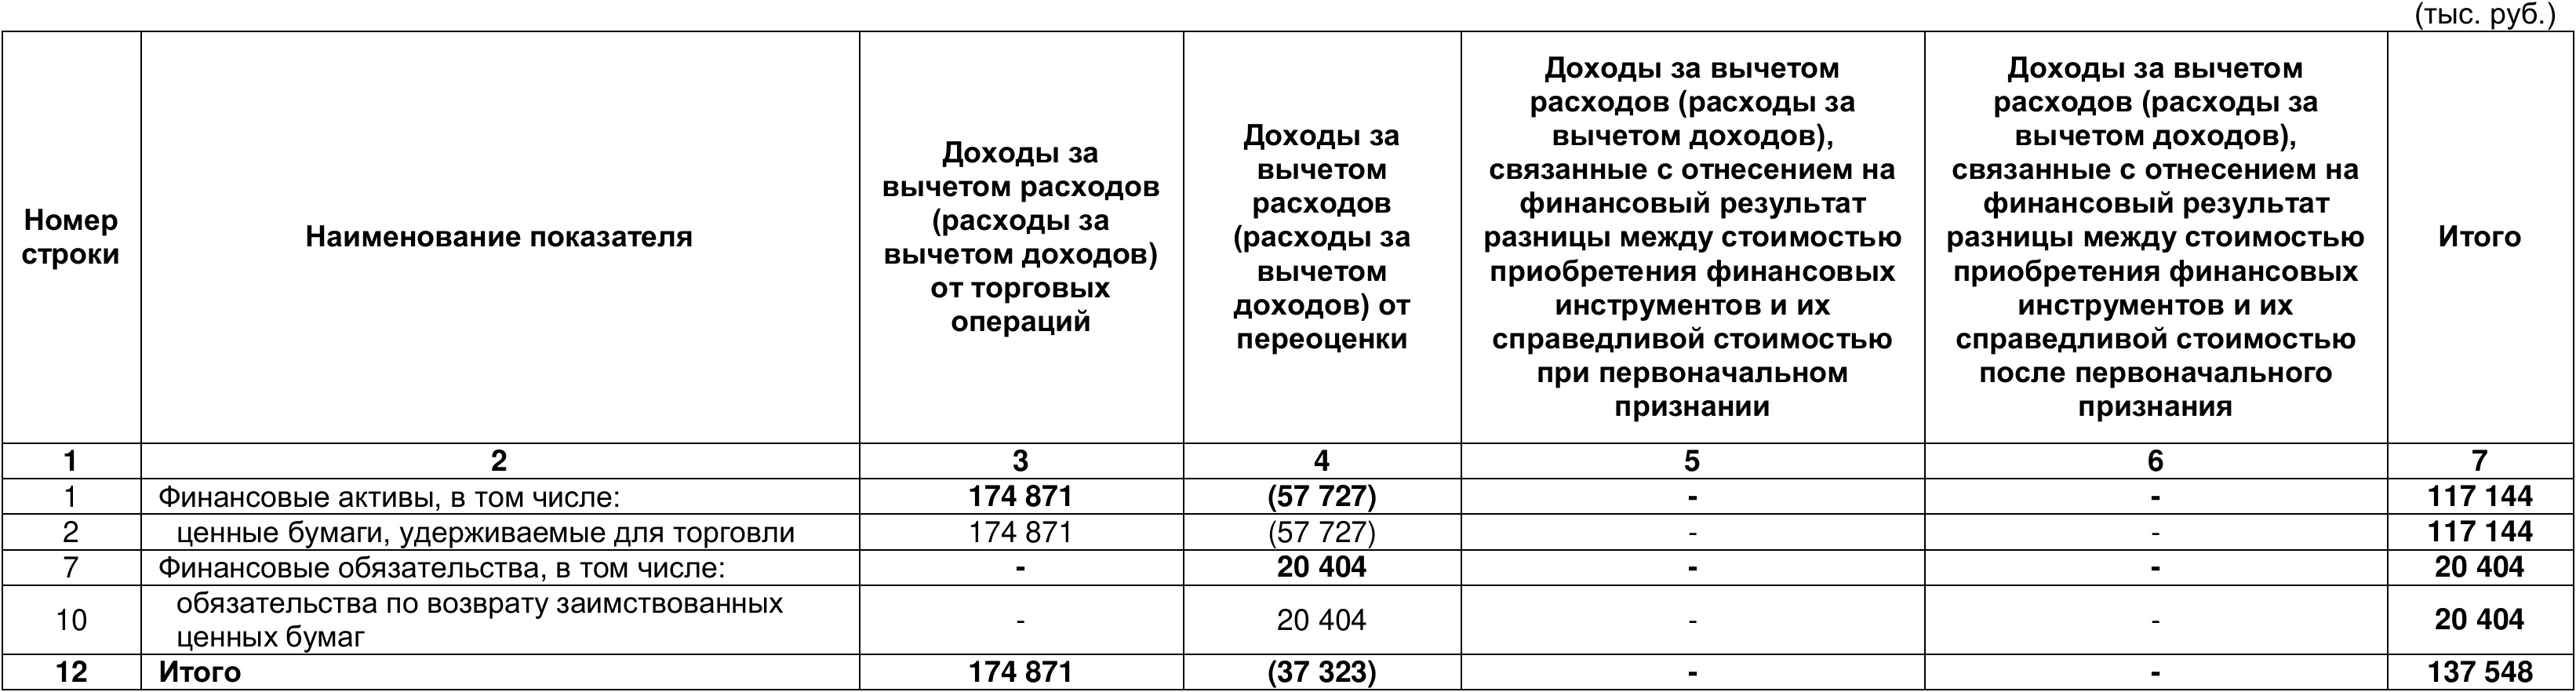 (тыс. руб.)
Номер
строки
Наименование показателя
Доходы за
вычетом расходов
(расходы за
вычетом доходов)
от торговых
операций
Доходы за
вычетом
расходов
(расходы за
вычетом
доходов) от
переоценки
Доходы за вычетом
расходов (расходы за
вычетом доходов),
связанные с отнесением на
финансовый результат
разницы между стоимостью
приобретения финансовых
инструментов и их
справедливой стоимостью
при первоначальном
признании
Доходы за вычетом
расходов (расходы за
вычетом доходов),
связанные с отнесением на
финансовый результат
разницы между стоимостью
приобретения финансовых
инструментов и их
справедливой стоимостью
после первоначального
признания
Итого
1 2 3 4 5 6 7
1 Финансовые активы, в том числе: 174 871 (57 727) - - 117 144
2 ценные бумаги, удерживаемые для торговли 174 871 (57 727) - - 117 144
7 Финансовые обязательства, в том числе: - 20 404 - - 20 404
10 обязательства по возврату заимствованных
ценных бумаг - 20 404 - - 20 404
12 Итого 174 871 (37 323) - - 137 548